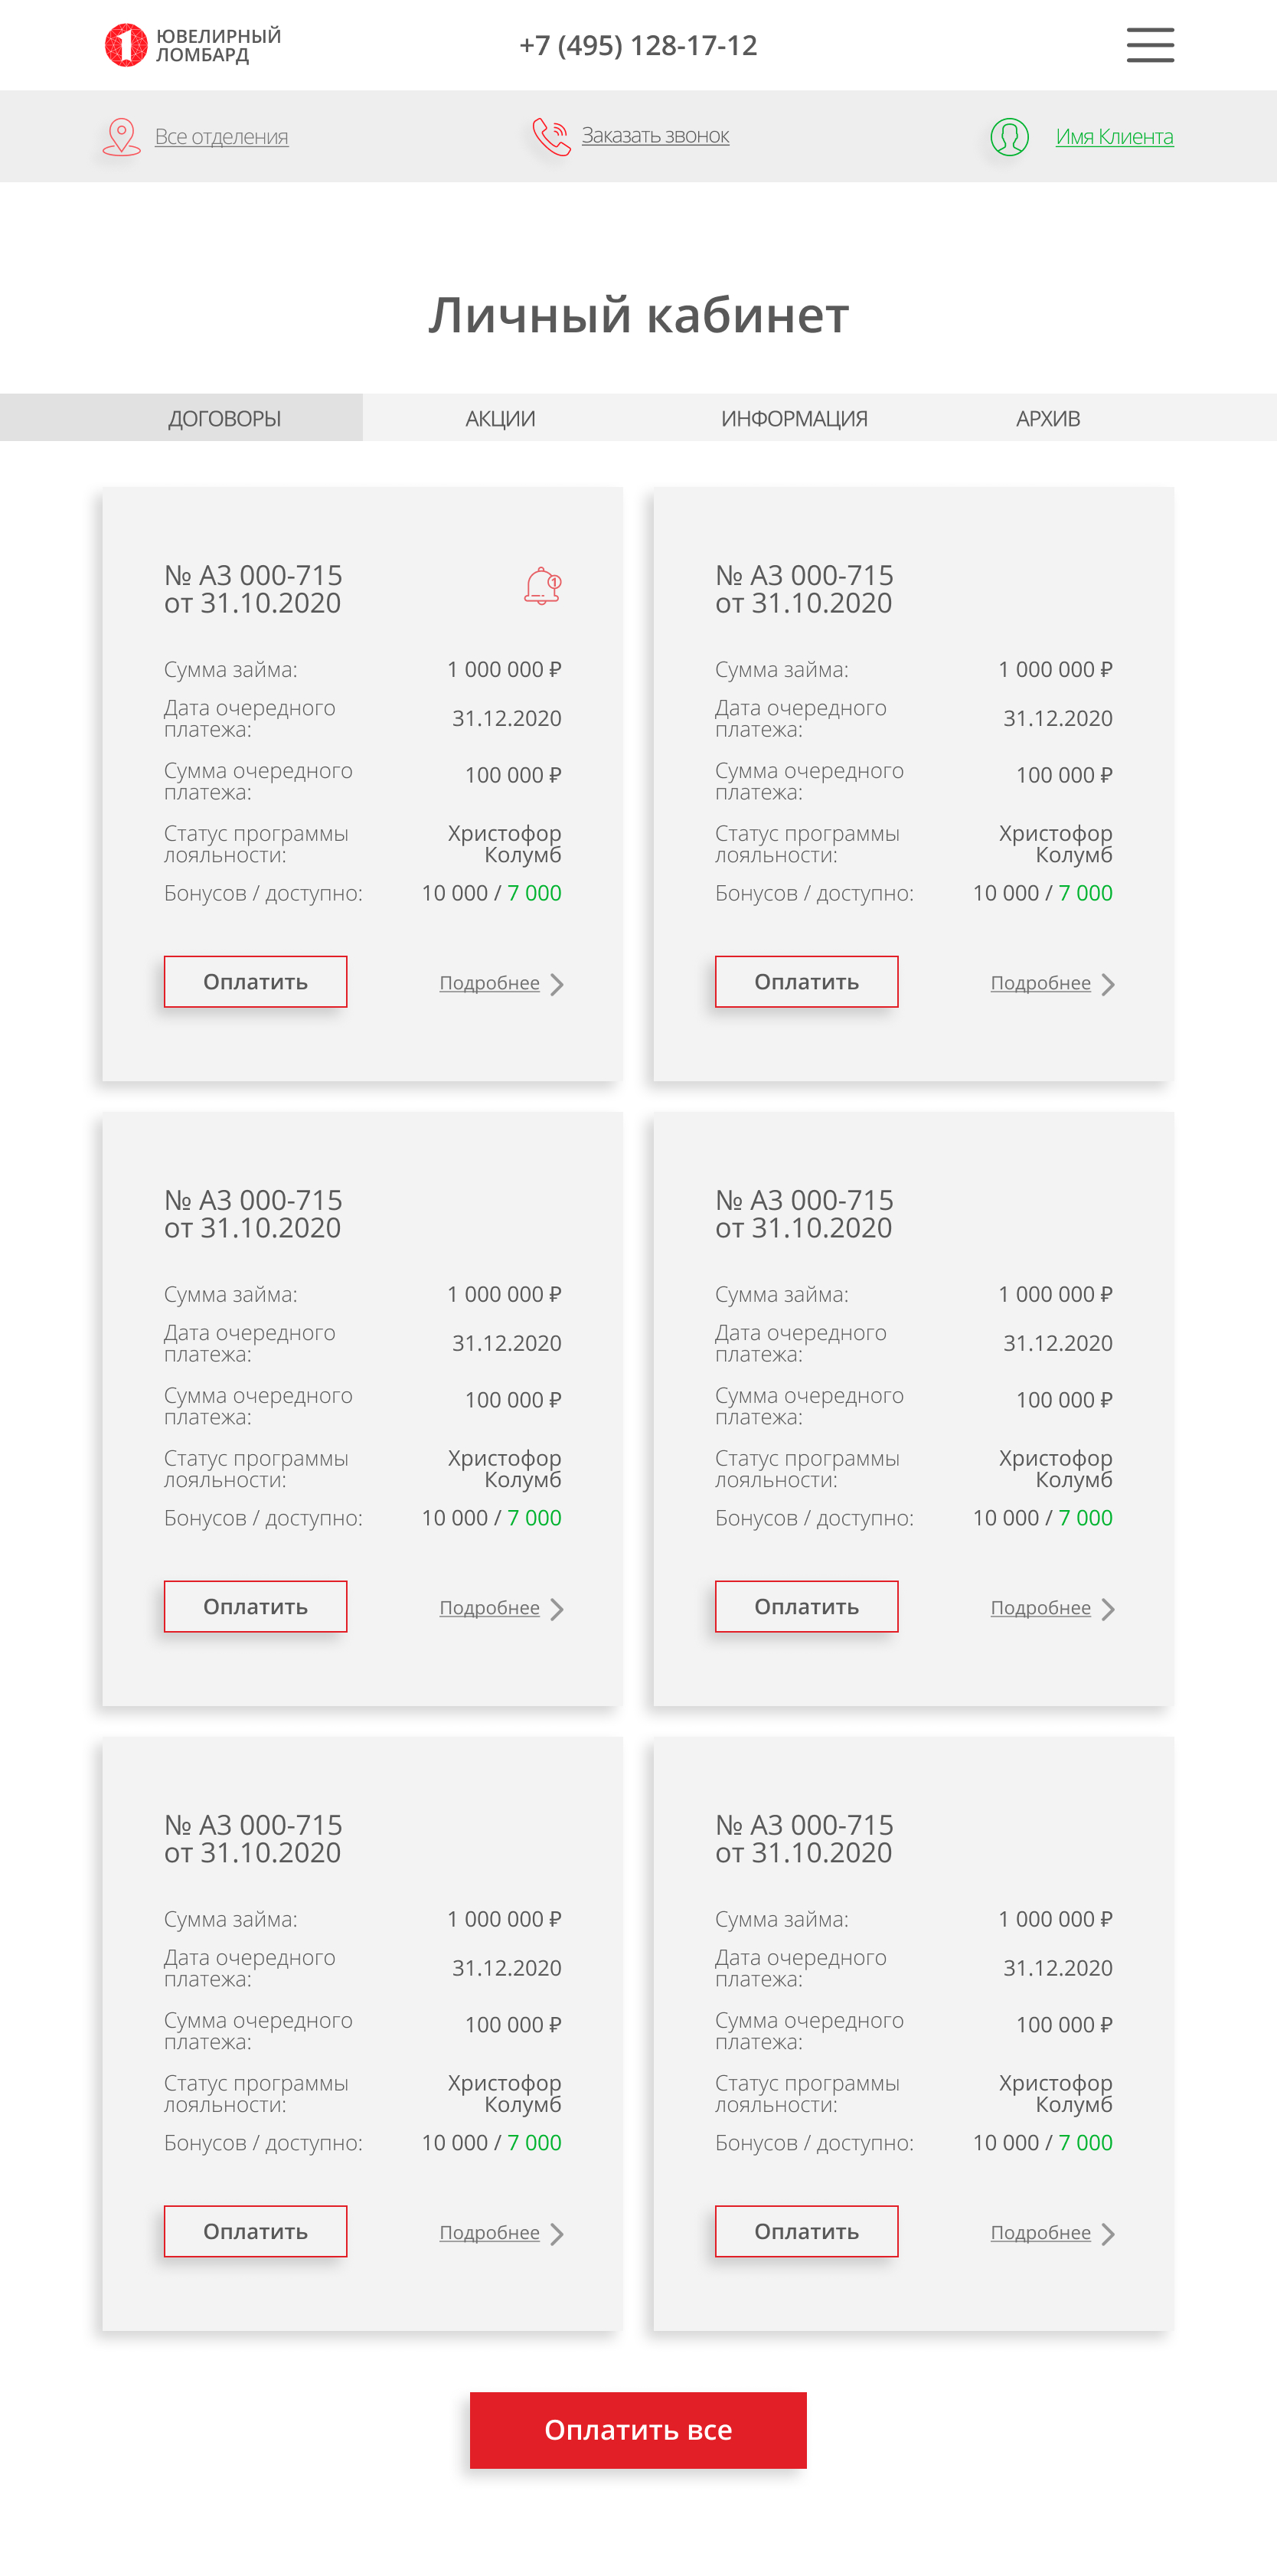 1 ЮВЕЛИРНЫЙ
ЛОМБАРД
+7 (495) 128-17-12
Все отделения
Заказать звонок
Имя Клиента
Личный кабинет
ДОГОВОРЫ АКЦИИ ИНФОРМАЦИЯ АРХИВ
№ АЗ 000-715
от 31.10.2020
1
Сумма займа: 1 000 000 ₽
Дата очередного
платежа:
31.12.2020
Сумма очередного
платежа:
100 000 ₽
Статус программы
лояльности:
Христофор
Колумб
Бонусов / доступно: 10 000 / 7 000
Оплатить Подробнее
№ АЗ 000-715
от 31.10.2020
Сумма займа: 1 000 000 ₽
Дата очередного
платежа:
31.12.2020
Сумма очередного
платежа:
100 000 ₽
Статус программы
лояльности:
Христофор
Колумб
Бонусов / доступно: 10 000 / 7 000
Оплатить Подробнее
№ АЗ 000-715
от 31.10.2020
Сумма займа: 1 000 000 ₽
Дата очередного
платежа:
31.12.2020
Сумма очередного
платежа:
100 000 ₽
Статус программы
лояльности:
Христофор
Колумб
Бонусов / доступно: 10 000 / 7 000
Оплатить Подробнее
№ АЗ 000-715
от 31.10.2020
Сумма займа: 1 000 000 ₽
Дата очередного
платежа:
31.12.2020
Сумма очередного
платежа:
100 000 ₽
Статус программы
лояльности:
Христофор
Колумб
Бонусов / доступно: 10 000 / 7 000
Оплатить Подробнее
№ АЗ 000-715
от 31.10.2020
Сумма займа: 1 000 000 ₽
Дата очередного
платежа:
31.12.2020
Сумма очередного
платежа:
100 000 ₽
Статус программы
лояльности:
Христофор
Колумб
Бонусов / доступно: 10 000 / 7 000
Оплатить Подробнее
№ АЗ 000-715
от 31.10.2020
Сумма займа: 1 000 000 ₽
Дата очередного
платежа:
31.12.2020
Сумма очередного
платежа:
100 000 ₽
Статус программы
лояльности:
Христофор
Колумб
Бонусов / доступно: 10 000 / 7 000
Оплатить Подробнее
Оплатить все